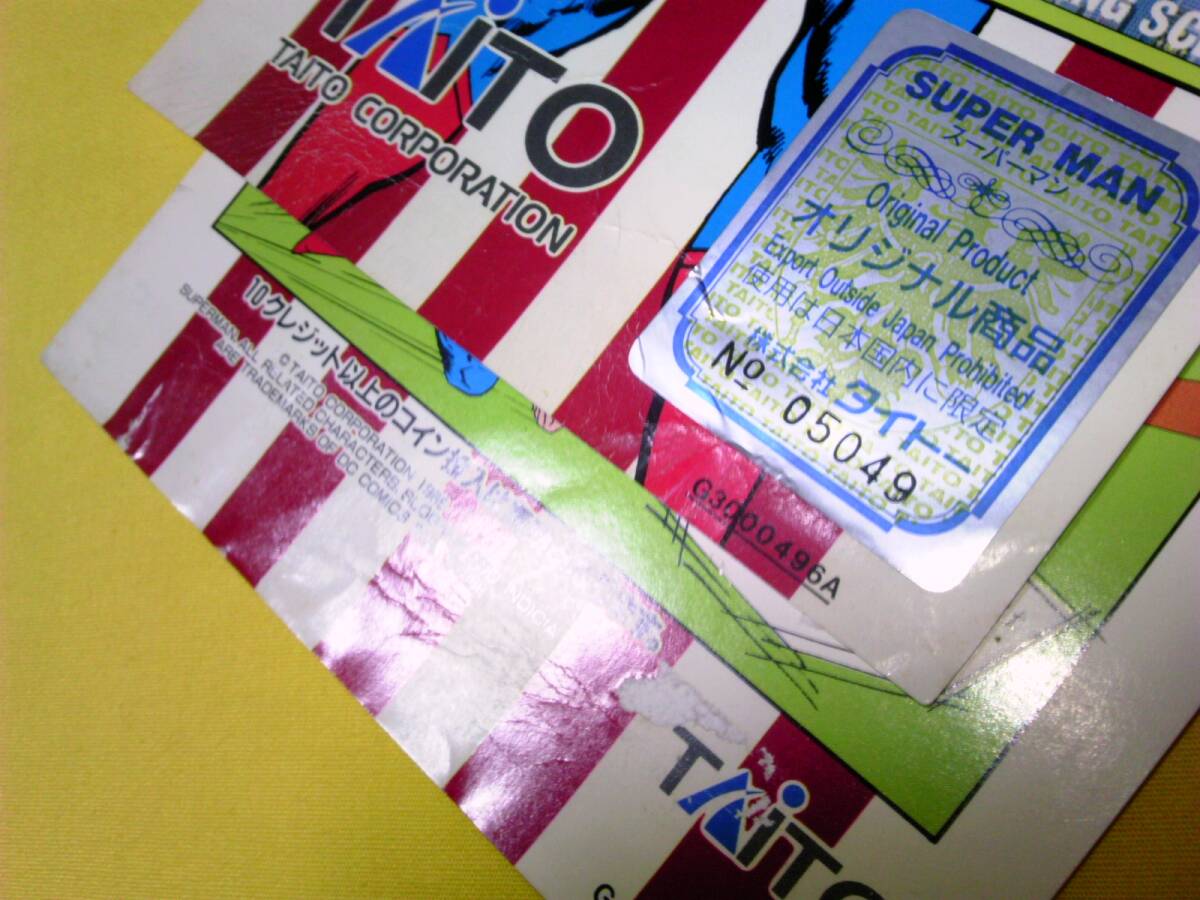 TAITO
TAITO CORPORATION
SUPER MAN
スーパーマン
Original Product
オリジナル商品
Export Outside Japan Prohibited
使用は日本国内に限定
株式会社 タイトー
No 05049
G3000496A
10クレジット以上のコイン
© TAITO CORPORATION
SUPERMAN, ALL RELATED CHARACTERS,
ARE TRADEMARKS OF DC COMICS
INDICIA
TAITO
G